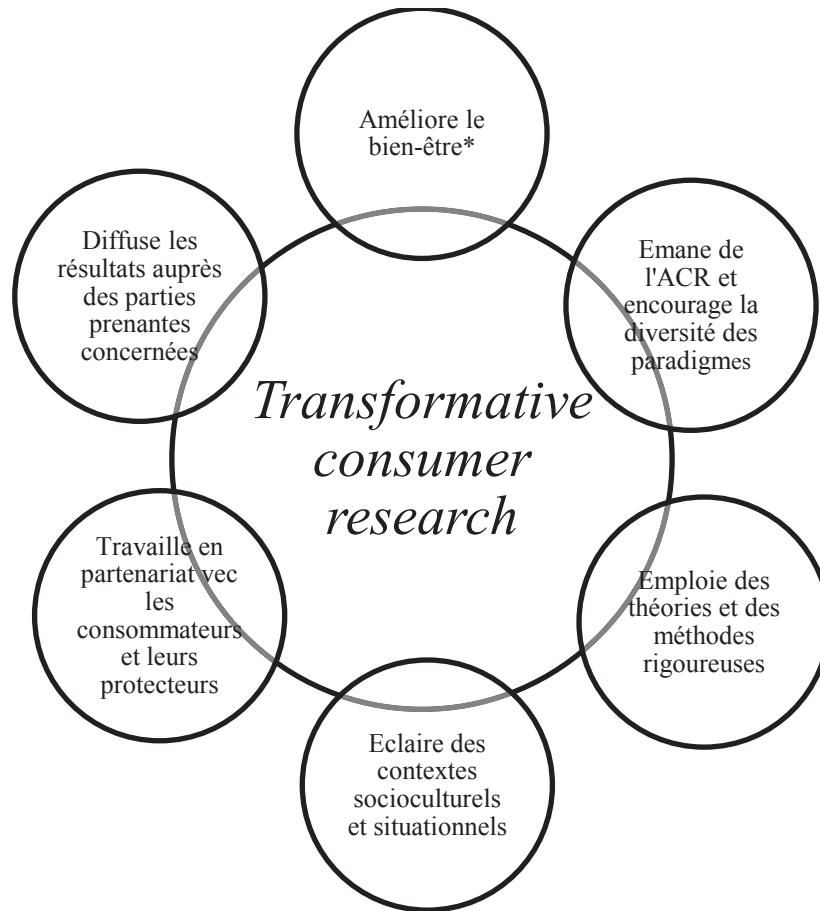 Améliore le
bien-être*
Emane de
l'ACR et
encourage la
diversité des
paradigmes
Emploie des
théories et des
méthodes
rigoureuses
Eclaire des
contextes
socioculturels
et situationnels
Travaille en
partenariat vec
les
consommateurs
et leurs
protecteurs
Diffuse les
résultats auprès
des parties
prenantes
concernées
Transformative
consumer
research